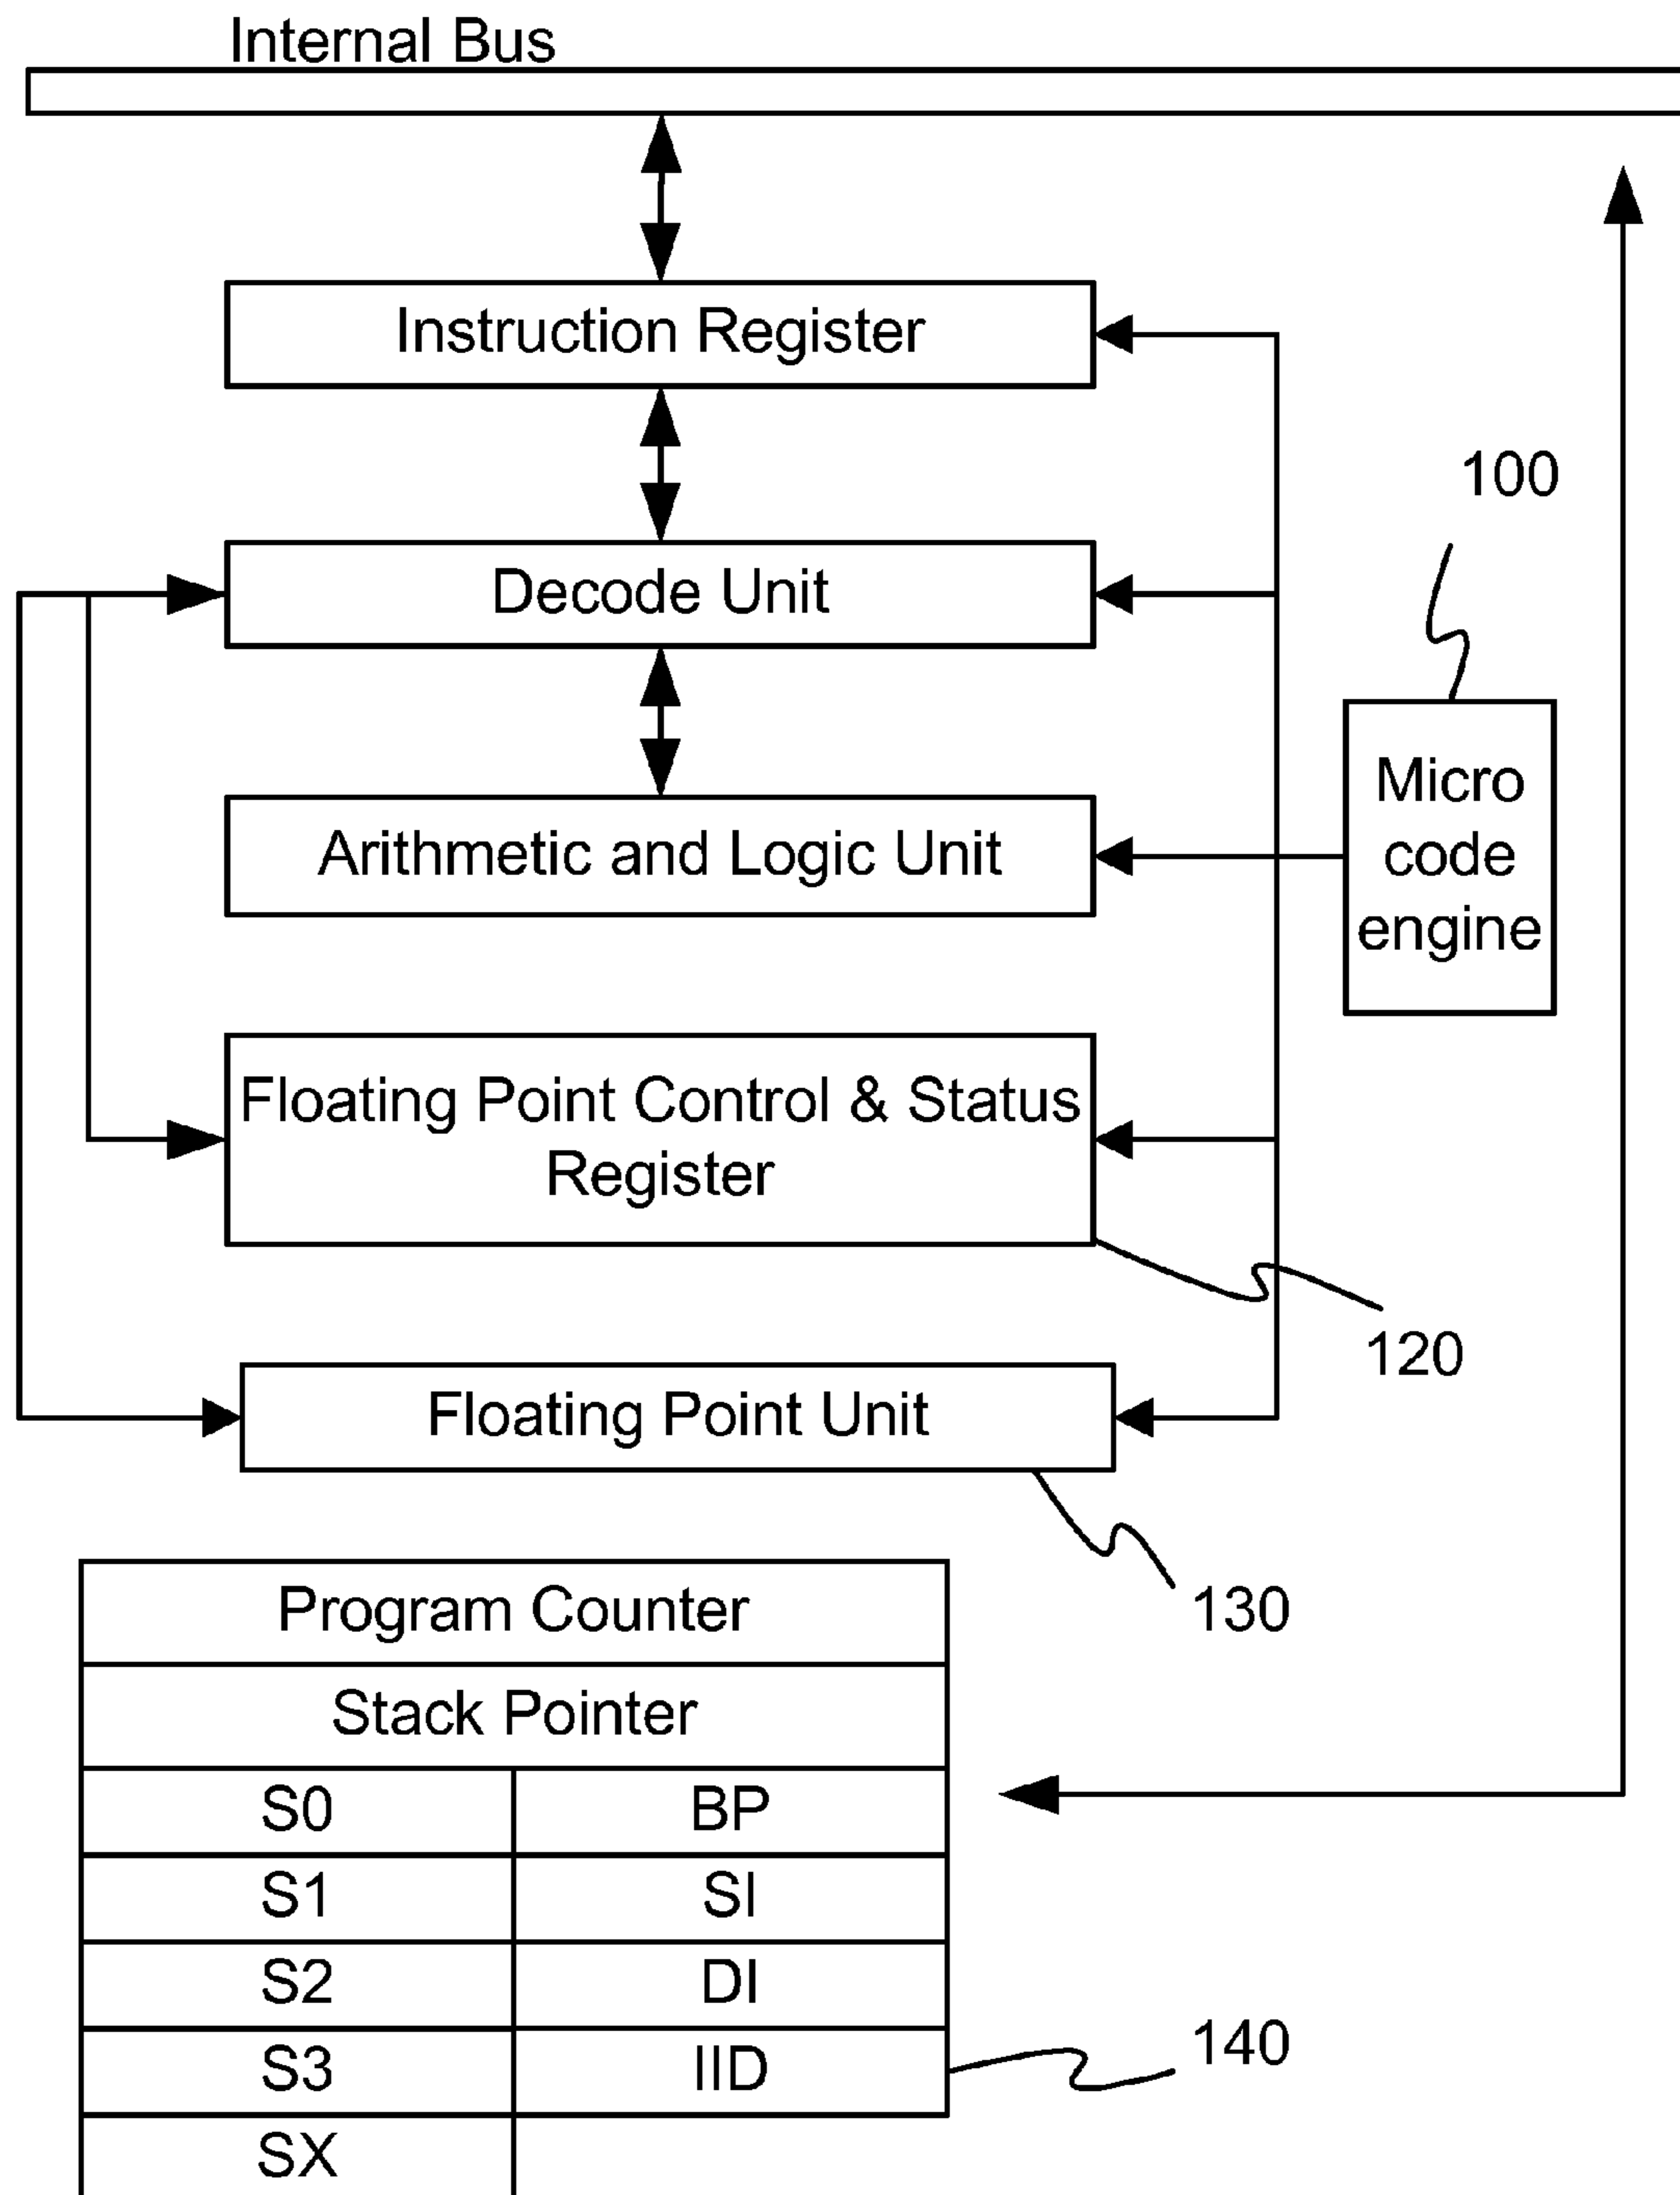 Internal Bus
Instruction Register
100
Decode Unit
Micro
code
engine
Arithmetic and Logic Unit
Floating Point Control & Status
Register
120
Floating Point Unit
130
Program Counter
Stack Pointer
S0 BP
S1 SI
S2 DI
S3 IID
140
SX